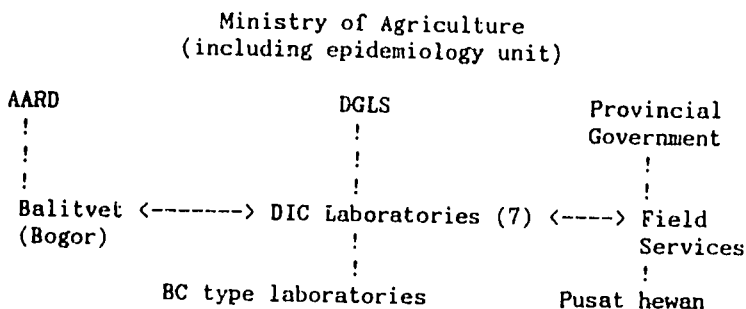 Ministry of Agriculture
(including epidemiology unit)
AARD DGLS Provincial
Government
! ! !
! ! !
! !
Balitvet <-------> DIC Laboratories (7) <----> Field
(Bogor) ! Services
! !
BC type laboratories Pusat hewan